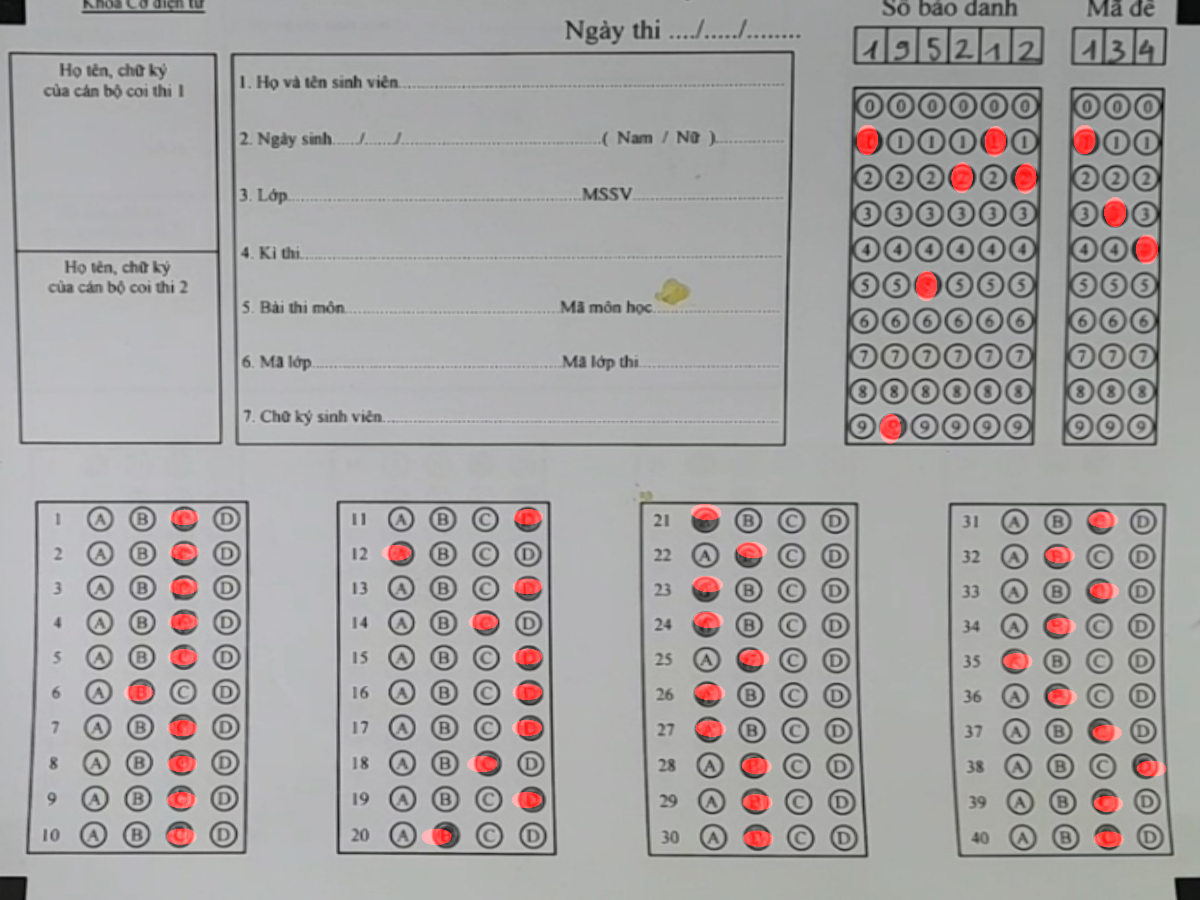 Khoa Cơ điện tử
Số báo danh Mã đề
Ngày thi ..../...../........
1 9 5 2 1 2 1 3 4
Họ tên, chữ ký
của cán bộ coi thi 1
Họ tên, chữ ký
của cán bộ coi thi 2
1. Họ và tên sinh viên
2. Ngày sinh....../....../ ( Nam / Nữ )
3. Lớp MSSV
4. Kì thi
5. Bài thi môn Mã môn học
6. Mã lớp Mã lớp thi
7. Chữ ký sinh viên
0 0 0 0 0 0 0 0 0
1 1 1 1 1 1 1 1 1
2 2 2 2 2 2 2 2 2
3 3 3 3 3 3 3 3 3
4 4 4 4 4 4 4 4
5 5 5 5 5 5 5 5
6 6 6 6 6 6 6 6 6
7 7 7 7 7 7 7 7 7
8 8 8 8 8 8 8 8 8
9 9 9 9 9 9 9 9
1 A B C D
2 A B C D
3 A B C D
4 A B C D
5 A B C D
6 A B C D
7 A B C D
8 A B C D
9 A B C D
10 A B C D
11 A B C D
12 A B C D
13 A B C D
14 A B C D
15 A B C D
16 A B C D
17 A B C D
18 A B C D
19 A B C D
20 A C D
21 B C D
22 A C D
23 B C D
24 B C D
25 A C D
26 A B C D
27 A B C D
28 A B C D
29 A B C D
30 A B C D
31 A B C D
32 A B C D
33 A B C D
34 A B C D
35 A B C D
36 A B C D
37 A B C D
38 A B C D
39 A B C D
40 A B C D